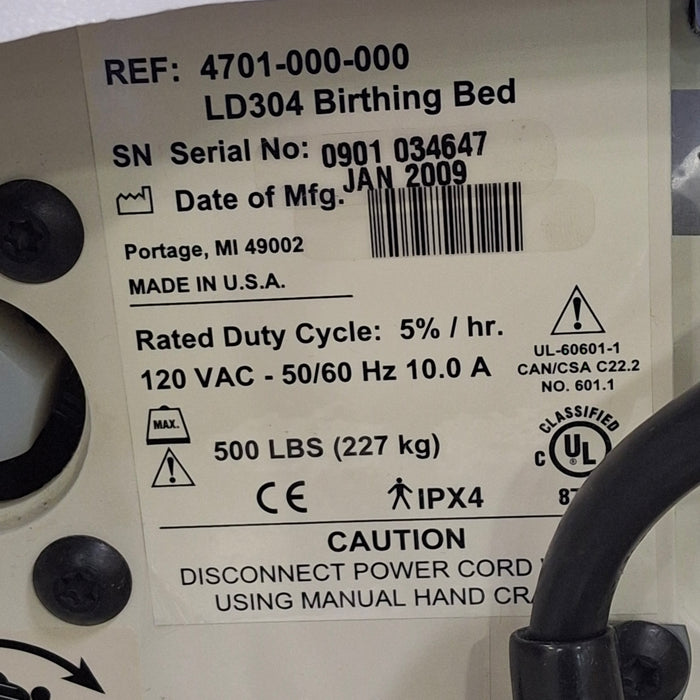 REF: 4701-000-000
LD304 Birthing Bed
SN Serial No: 0901 034647
Date of Mfg. JAN 2009
Portage, MI 49002
MADE IN U.S.A.
Rated Duty Cycle: 5% / hr.
120 VAC - 50/60 Hz 10.0 A
UL-60601-1
CAN/CSA C22.2
NO. 601.1
MAX.
500 LBS (227 kg)
CLASSIFIED
C UL
CE IPX4
CAUTION
DISCONNECT POWER CORD
USING MANUAL HAND